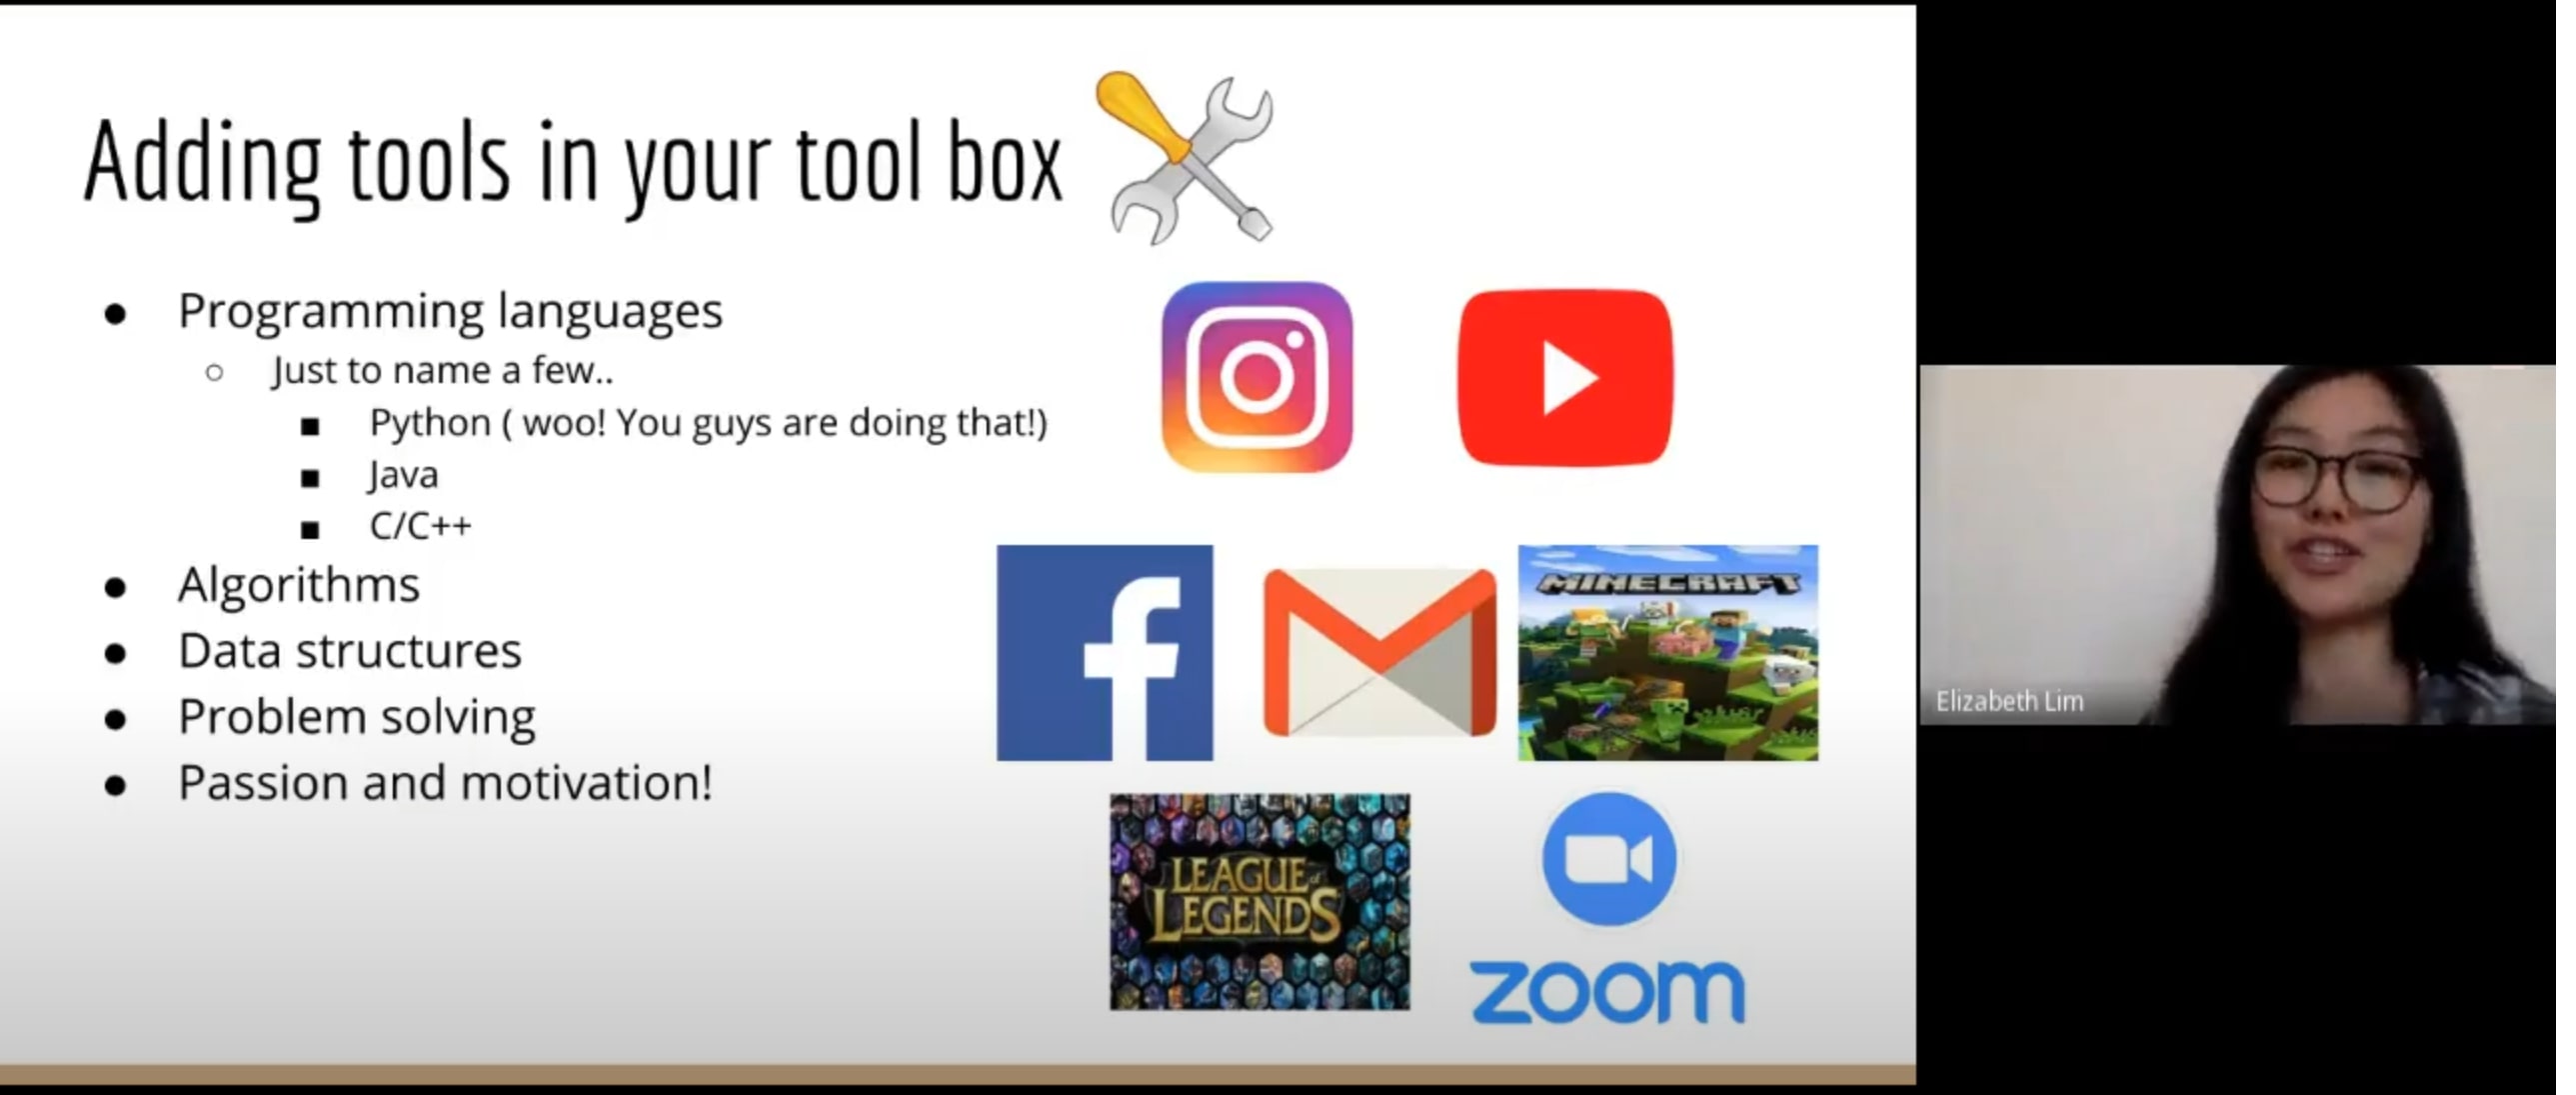 Adding tools in your tool box
Programming languages
Just to name a few..
Python ( woo! You guys are doing that!)
Java
C/C++
Algorithms
Data structures
Problem solving
Passion and motivation!
MINECRAFT
LEAGUE of
LEGENDS
zoom
Elizabeth Lim